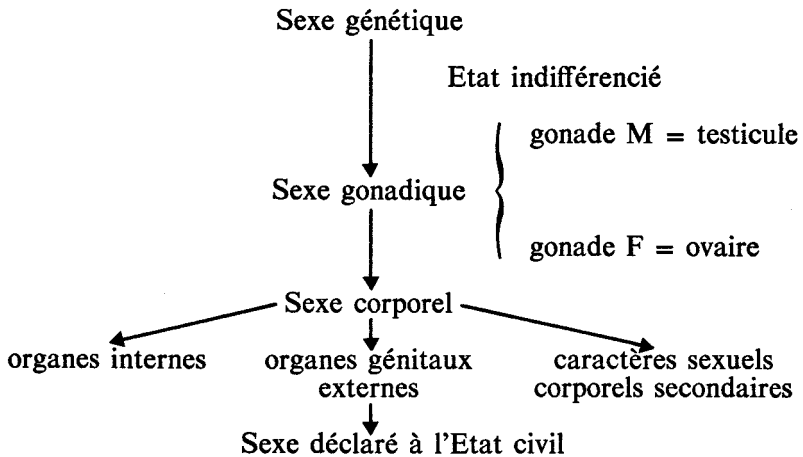 Sexe génétique
Etat indifférencié
gonade M = testicule
Sexe gonadique
gonade F = ovaire
Sexe corporel
organes internes
organes génitaux
externes
caractères sexuels
corporels secondaires
Sexe déclaré à l'Etat civil